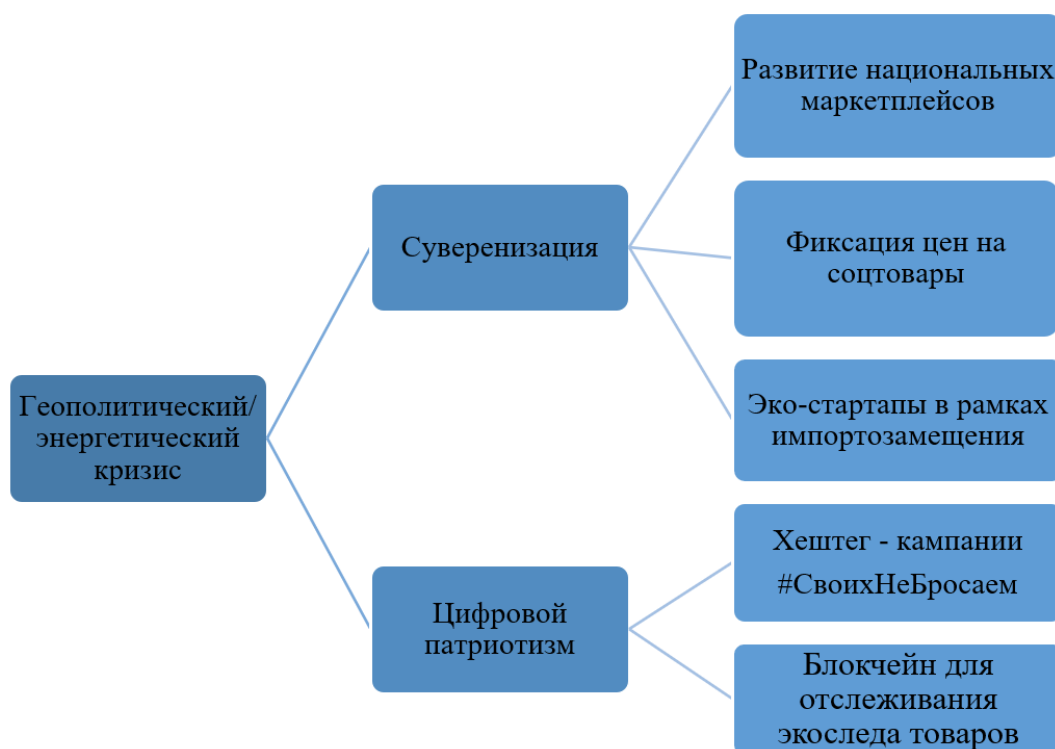 Развитие национальных
маркетплейсов
Суверенизация
Фиксация цен на
соцтовары
Геополитический/
энергетический
кризис
Эко-стартапы в рамках
импортозамещения
Хештег - кампании
#СвоихНеБросаем
Цифровой
патриотизм
Блокчейн для
отслеживания
экоследа товаров